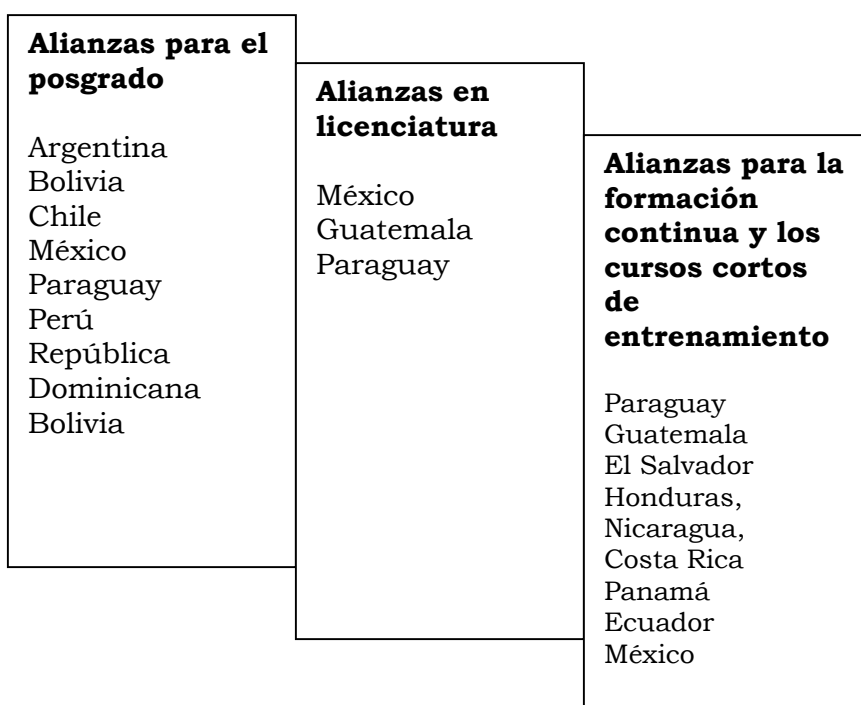 Alianzas para el
posgrado
Argentina
Bolivia
Chile
México
Paraguay
Perú
República
Dominicana
Bolivia
Alianzas en
licenciatura
México
Guatemala
Paraguay
Alianzas para la
formación
continua y los
cursos cortos
de
entrenamiento
Paraguay
Guatemala
El Salvador
Honduras,
Nicaragua,
Costa Rica
Panamá
Ecuador
México